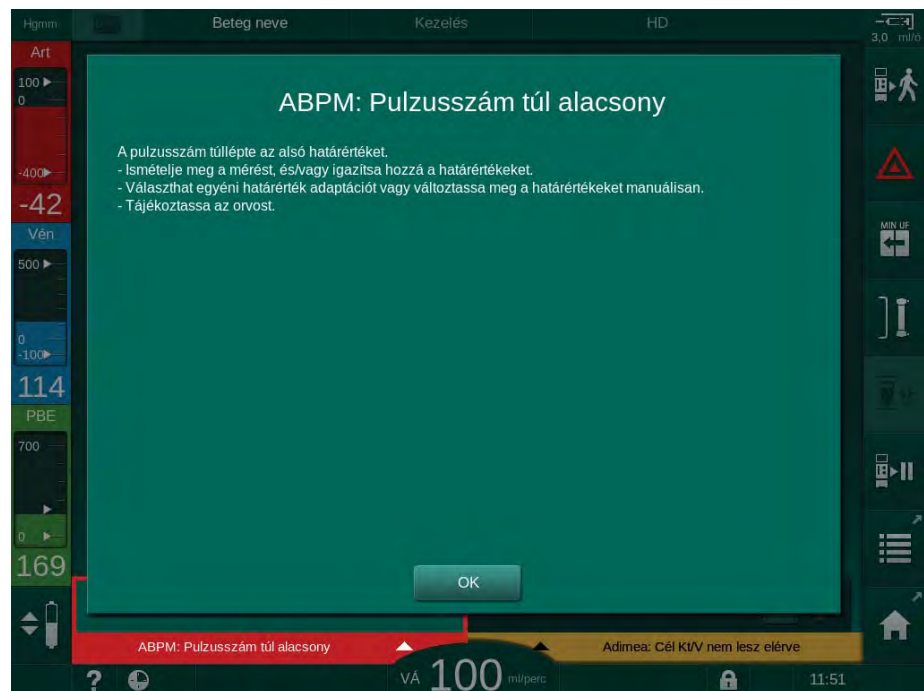 Hgmm
Beteg neve
Kezelés
HD
3,0 ml/ó
Art
100
0
-400
-42
Vén
500
0
-100
114
PBE
700
0
169
ABPM: Pulzusszám túl alacsony
A pulzusszám túllépte az alsó határértéket.
- Ismételje meg a mérést, és/vagy igazítsa hozzá a határértékeket.
- Választhat egyéni határérték adaptációt vagy változtassa meg a határértékeket manuálisan.
- Tájékoztassa az orvost.
OK
MIN UF
ABPM: Pulzusszám túl alacsony
Adimea: Cél Kt/V nem lesz elérve
?
VÁ 100 ml/perc
11:51